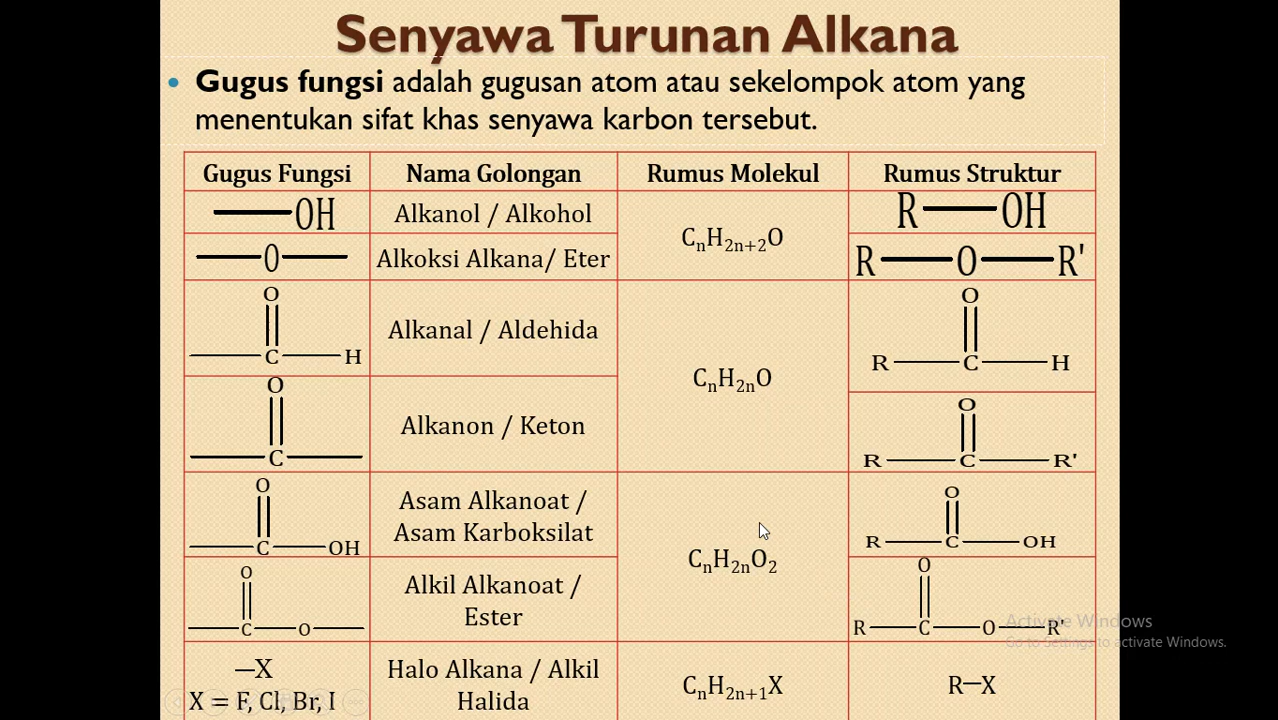 Senyawa Turunan Alkana
• Gugus fungsi adalah gugusan atom atau sekelompok atom yang
menentukan sifat khas senyawa karbon tersebut.
Gugus Fungsi Nama Golongan Rumus Molekul Rumus Struktur
—OH Alkanol / Alkohol CₙH₂ₙ₊₂O R—OH
—O— Alkoksi Alkana/ Eter R—O—R'
O O
—C—H Alkanal / Aldehida CₙH₂ₙO R—C—H
O O
—C— Alkanon / Keton R—C—R'
O O
—C—OH Asam Alkanoat / R—C—OH
Asam Karboksilat
CₙH₂ₙO₂
O O
—C—O— Alkil Alkanoat / R—C—O—R'
Ester
—X Halo Alkana / Alkil CₙH₂ₙ₊₁X R—X
X = F, Cl, Br, I Halida
Activate Windows
Go to Settings to activate Windows.